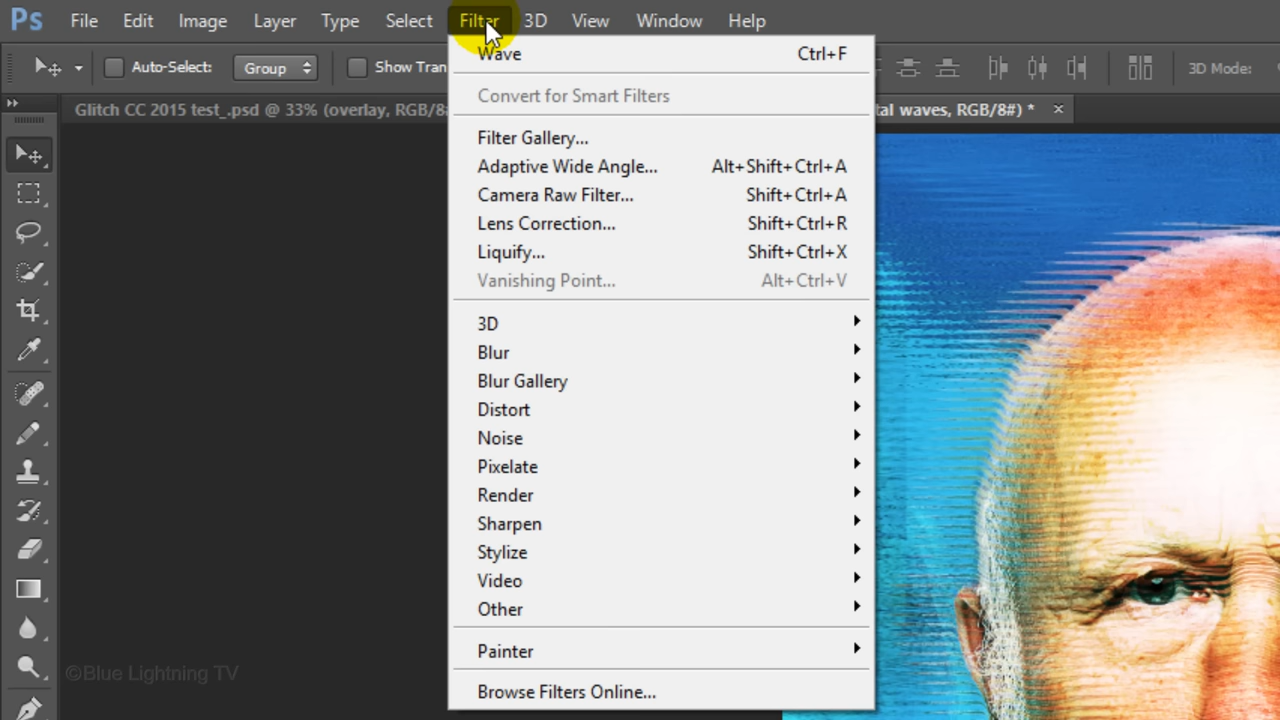 Ps File Edit Image Layer Type Select Filter 3D View Window Help
Auto-Select: Group Show Tran 3D Mode:
Glitch CC 2015 test_.psd @ 33% (overlay, RGB/8# tal waves, RGB/8#) * ×
Wave Ctrl+F
Convert for Smart Filters
Filter Gallery...
Adaptive Wide Angle... Alt+Shift+Ctrl+A
Camera Raw Filter... Shift+Ctrl+A
Lens Correction... Shift+Ctrl+R
Liquify... Shift+Ctrl+X
Vanishing Point... Alt+Ctrl+V
3D
Blur
Blur Gallery
Distort
Noise
Pixelate
Render
Sharpen
Stylize
Video
Other
Painter
Browse Filters Online...
©Blue Lightning TV